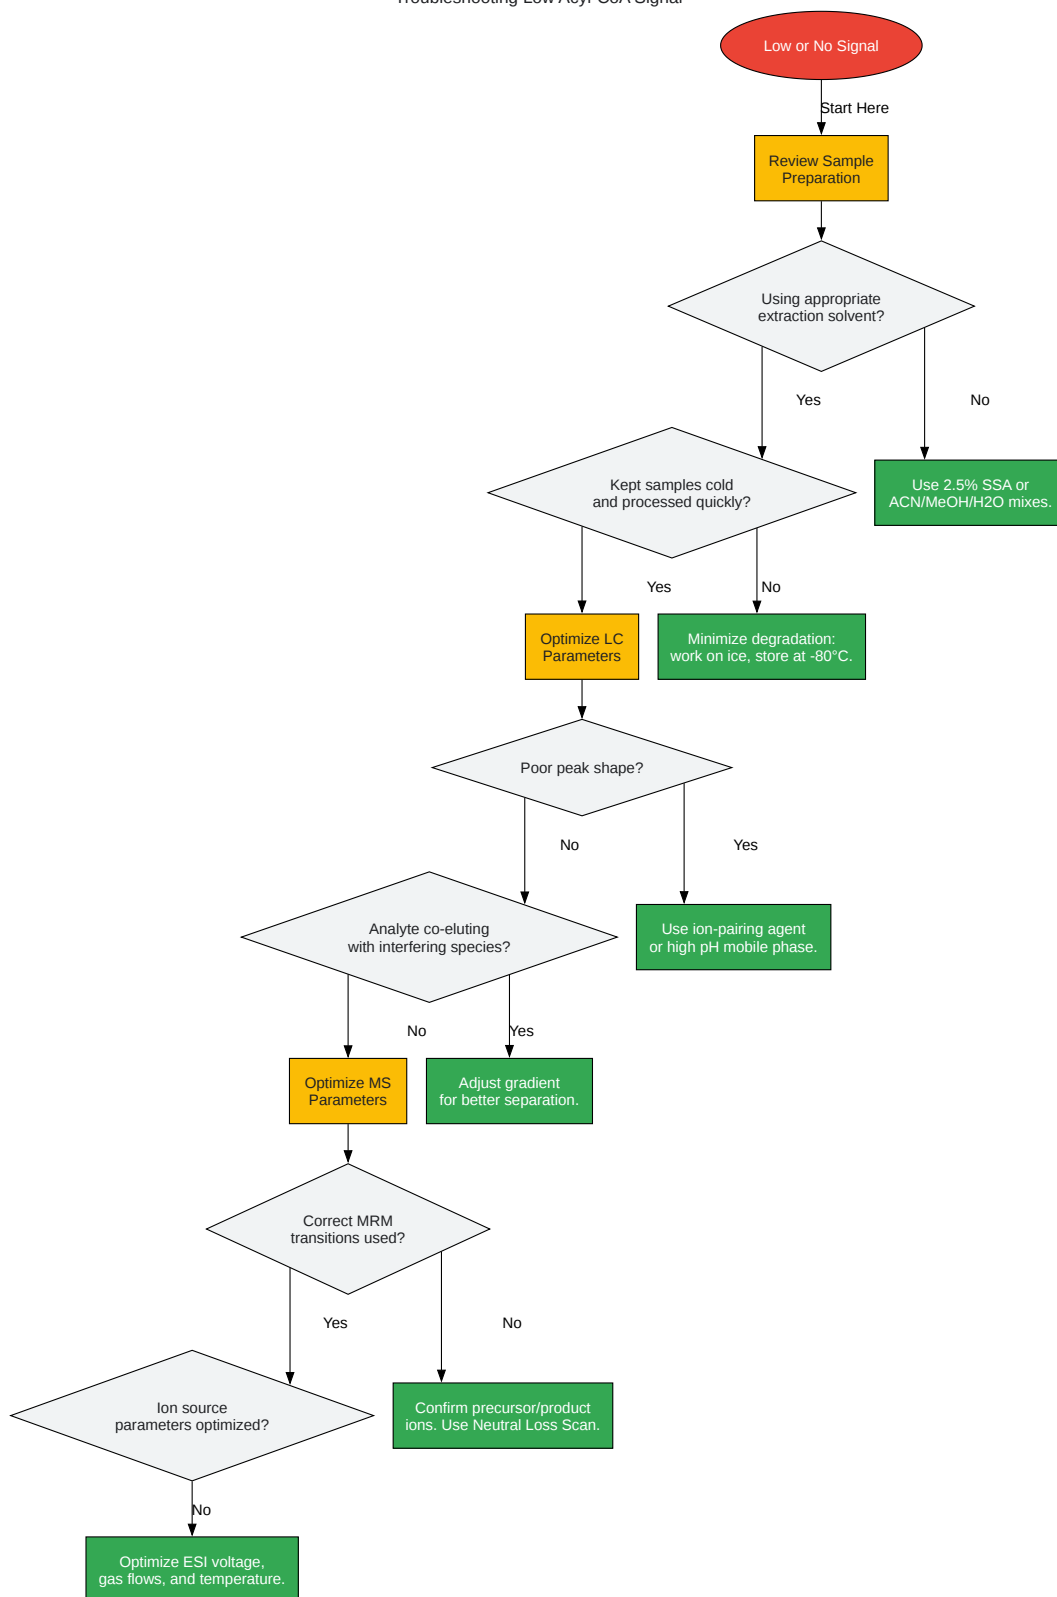 Troubleshooting Low Acyl-CoA Signal
Low or No Signal
Start Here
Review Sample
Preparation
Using appropriate
extraction solvent?
Yes
No
Kept samples cold
and processed quickly?
Use 2.5% SSA or
ACN/MeOH/H2O mixes.
Yes
No
Optimize LC
Parameters
Minimize degradation:
work on ice, store at -80°C.
Poor peak shape?
No
Yes
Analyte co-eluting
with interfering species?
Use ion-pairing agent
or high pH mobile phase.
No
Yes
Optimize MS
Parameters
Adjust gradient
for better separation.
Correct MRM
transitions used?
Yes
No
Ion source
parameters optimized?
Confirm precursor/product
ions. Use Neutral Loss Scan.
No
Optimize ESI voltage,
gas flows, and temperature.